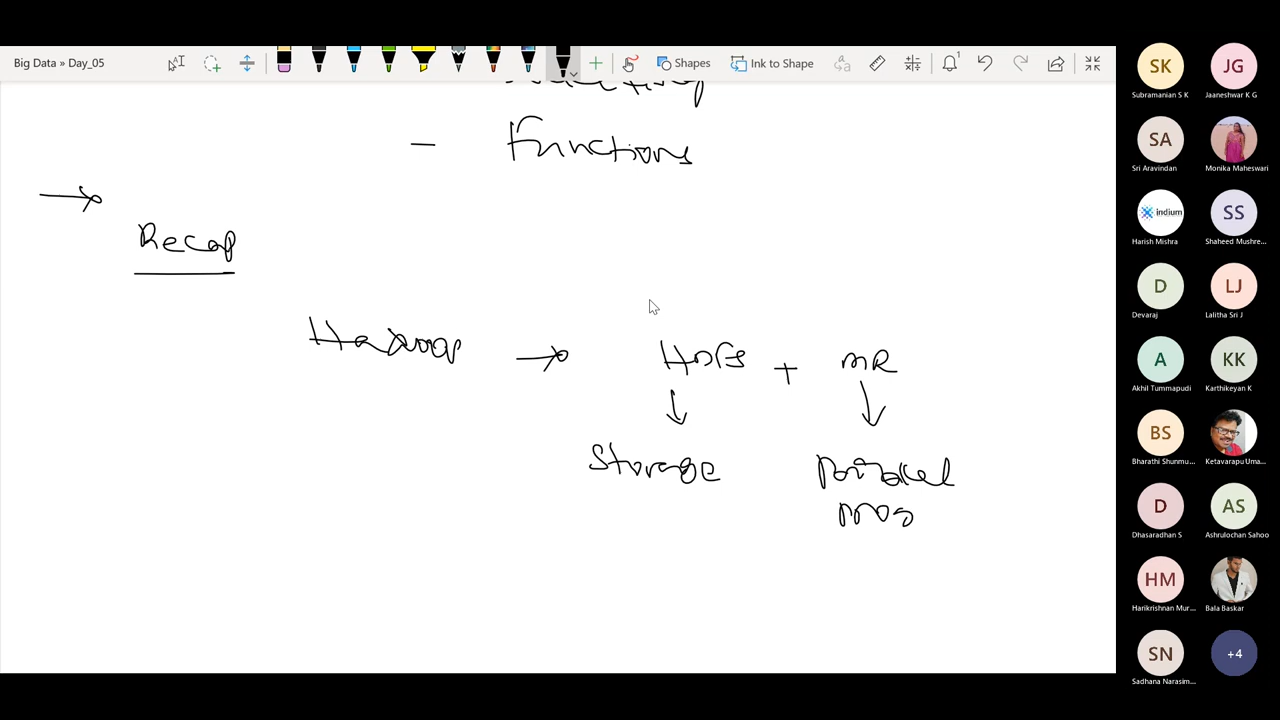 Big Data » Day_05
Shapes
Ink to Shape
- Functions
→
Recap
Hadoop → HDFS + MR
↓ ↓
Storage Parallel
pros
SK
Subramanian S K
JG
Jaaneshwar K G
SA
Sri Aravindan
Monika Maheswari
indium
Harish Mishra
SS
Shaheed Mushre...
D
Devaraj
LJ
Lalitha Sri J
A
Akhil Tummapudi
KK
Karthikeyan K
BS
Bharathi Shunmu...
Ketavarapu Uma...
D
Dhasaradhan S
AS
Ashrulochan Sahoo
HM
Harikrishnan Mur...
Bala Baskar
SN
Sadhana Narasim...
+4